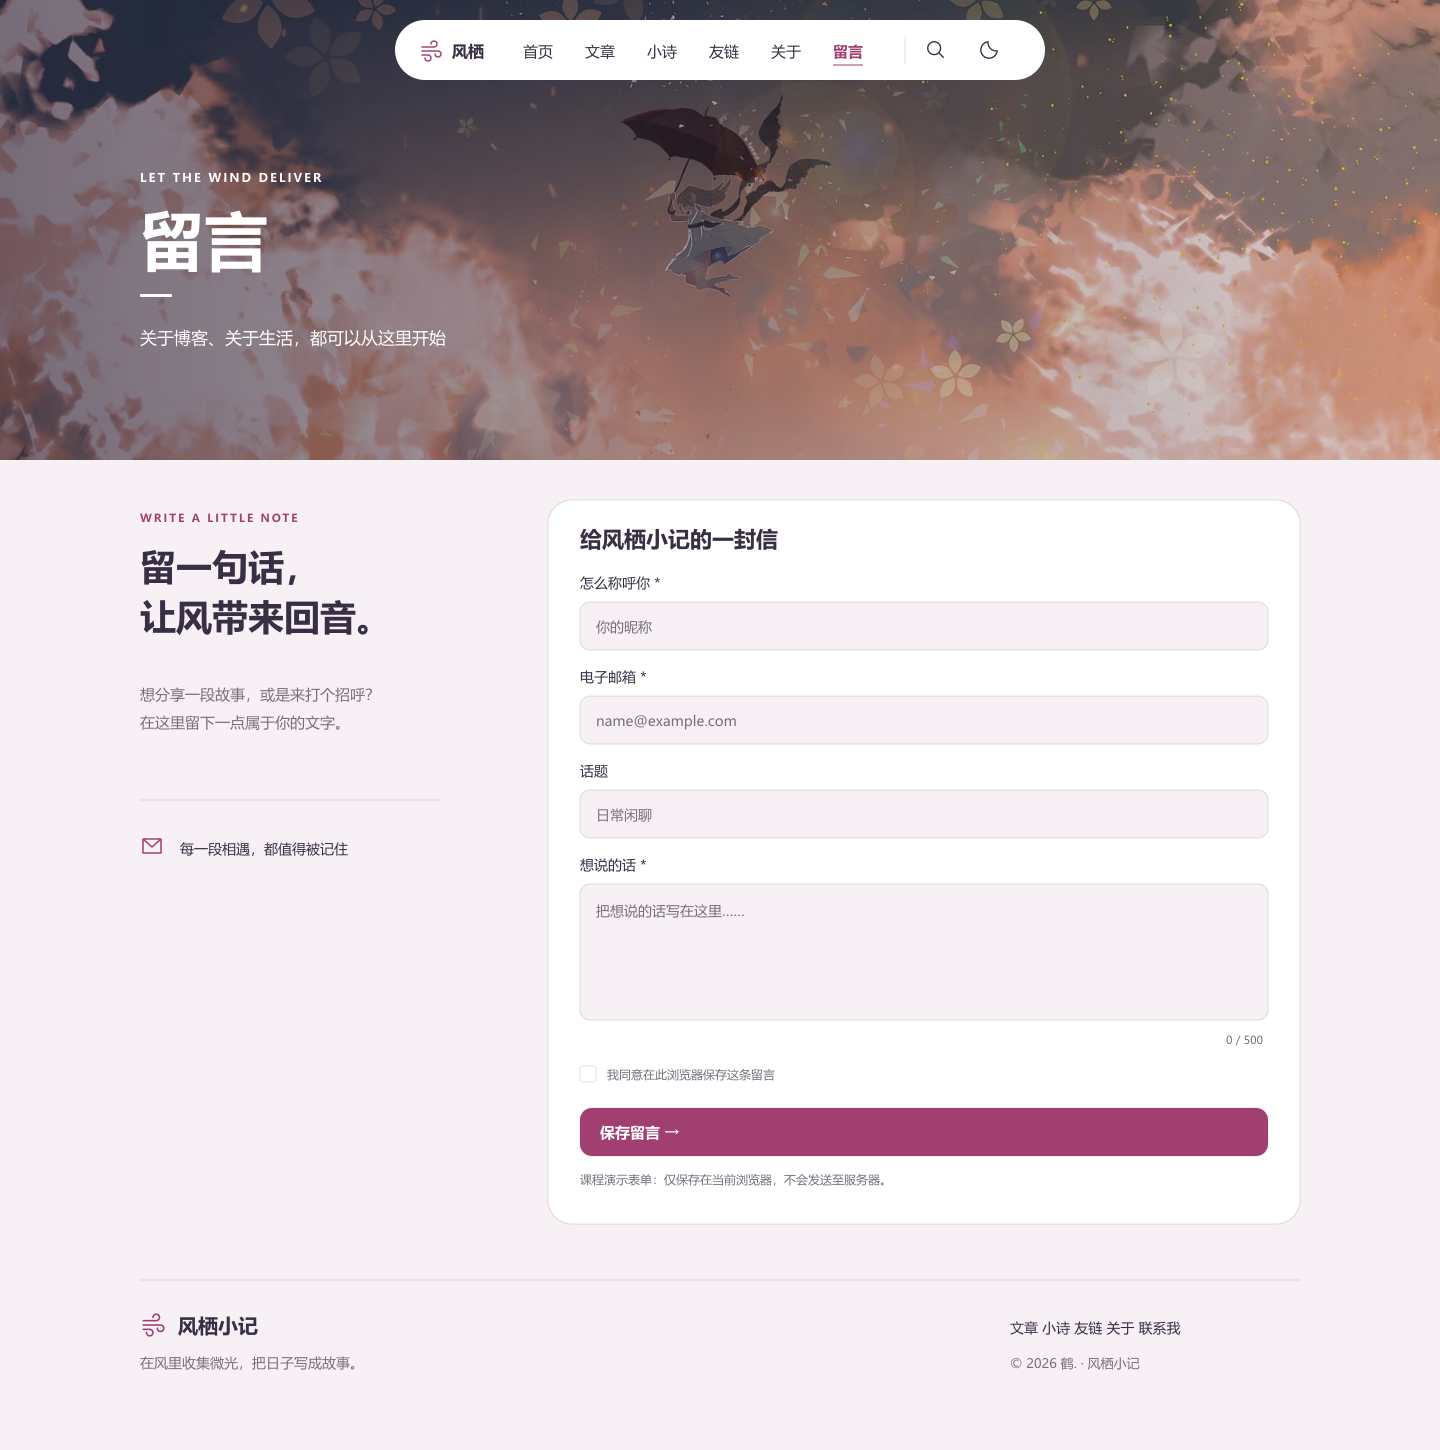 风栖 首页 文章 小诗 友链 关于 留言
LET THE WIND DELIVER
留言
关于博客、关于生活，都可以从这里开始
WRITE A LITTLE NOTE
留一句话，
让风带来回音。
想分享一段故事，或是来打个招呼？
在这里留下一点属于你的文字。
每一段相遇，都值得被记住
给风栖小记的一封信
怎么称呼你 *
你的昵称
电子邮箱 *
name@example.com
话题
日常闲聊
想说的话 *
把想说的话写在这里……
0 / 500
我同意在此浏览器保存这条留言
保存留言 →
课程演示表单：仅保存在当前浏览器，不会发送至服务器。
风栖小记
在风里收集微光，把日子写成故事。
文章 小诗 友链 关于 联系我
© 2026 鹤. · 风栖小记